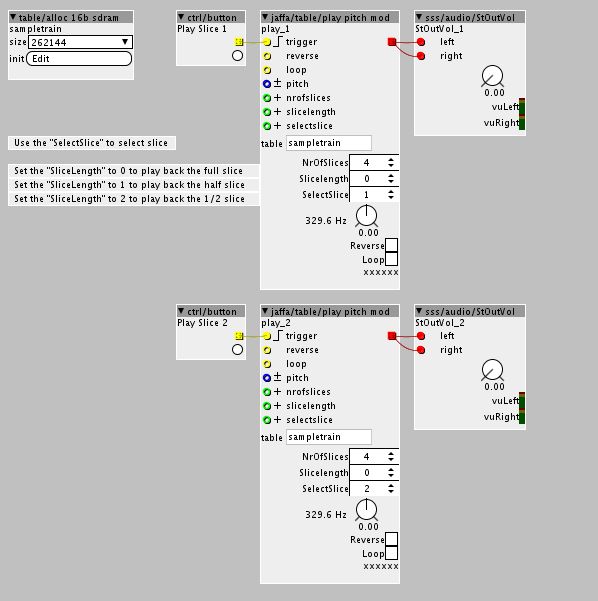 table/alloc 16b sdram
sampletrain
size 262144
init Edit
ctrl/button
Play Slice 1
jaffa/table/play pitch mod
play_1
trigger
reverse
loop
± pitch
+ nrofslices
+ slicelength
+ selectslice
table sampletrain
NrOfSlices 4
Slicelength 0
SelectSlice 1
329.6 Hz
0.00
Reverse
Loop
xxxxxx
sss/audio/StOutVol
StOutVol_1
left
right
0.00
vuLeft
vuRight
Use the "SelectSlice" to select slice
Set the "SliceLength" to 0 to play back the full slice
Set the "SliceLength" to 1 to play back the half slice
Set the "SliceLength" to 2 to play back the 1/2 slice
ctrl/button
Play Slice 2
jaffa/table/play pitch mod
play_2
trigger
reverse
loop
± pitch
+ nrofslices
+ slicelength
+ selectslice
table sampletrain
NrOfSlices 4
Slicelength 0
SelectSlice 2
329.6 Hz
0.00
Reverse
Loop
xxxxxx
sss/audio/StOutVol
StOutVol_2
left
right
0.00
vuLeft
vuRight